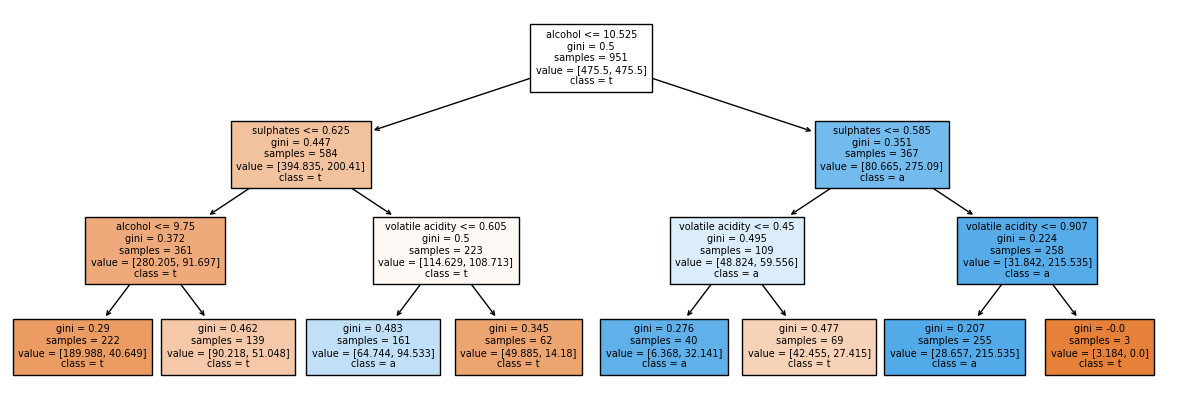 alcohol <= 10.525
gini = 0.5
samples = 951
value = [475.5, 475.5]
class = t
sulphates <= 0.625
gini = 0.447
samples = 584
value = [394.835, 200.41]
class = t
sulphates <= 0.585
gini = 0.351
samples = 367
value = [80.665, 275.09]
class = a
alcohol <= 9.75
gini = 0.372
samples = 361
value = [280.205, 91.697]
class = t
volatile acidity <= 0.605
gini = 0.5
samples = 223
value = [114.629, 108.713]
class = t
volatile acidity <= 0.45
gini = 0.495
samples = 109
value = [48.824, 59.556]
class = a
volatile acidity <= 0.907
gini = 0.224
samples = 258
value = [31.842, 215.535]
class = a
gini = 0.29
samples = 222
value = [189.988, 40.649]
class = t
gini = 0.462
samples = 139
value = [90.218, 51.048]
class = t
gini = 0.483
samples = 161
value = [64.744, 94.533]
class = a
gini = 0.345
samples = 62
value = [49.885, 14.18]
class = t
gini = 0.276
samples = 40
value = [6.368, 32.141]
class = a
gini = 0.477
samples = 69
value = [42.455, 27.415]
class = t
gini = 0.207
samples = 255
value = [28.657, 215.535]
class = a
gini = -0.0
samples = 3
value = [3.184, 0.0]
class = t